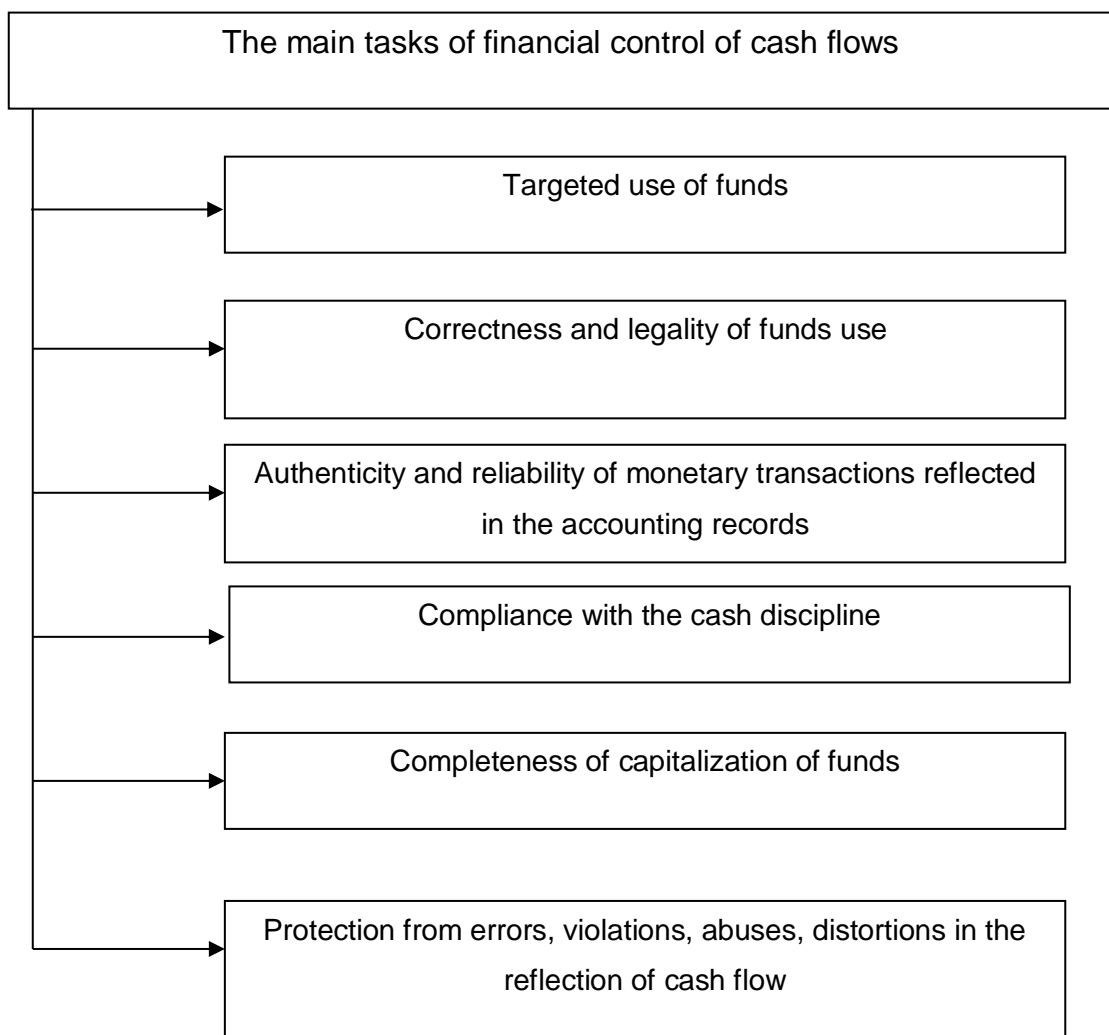 The main tasks of financial control of cash flows
Targeted use of funds
Correctness and legality of funds use
Authenticity and reliability of monetary transactions reflected
in the accounting records
Compliance with the cash discipline
Completeness of capitalization of funds
Protection from errors, violations, abuses, distortions in the
reflection of cash flow